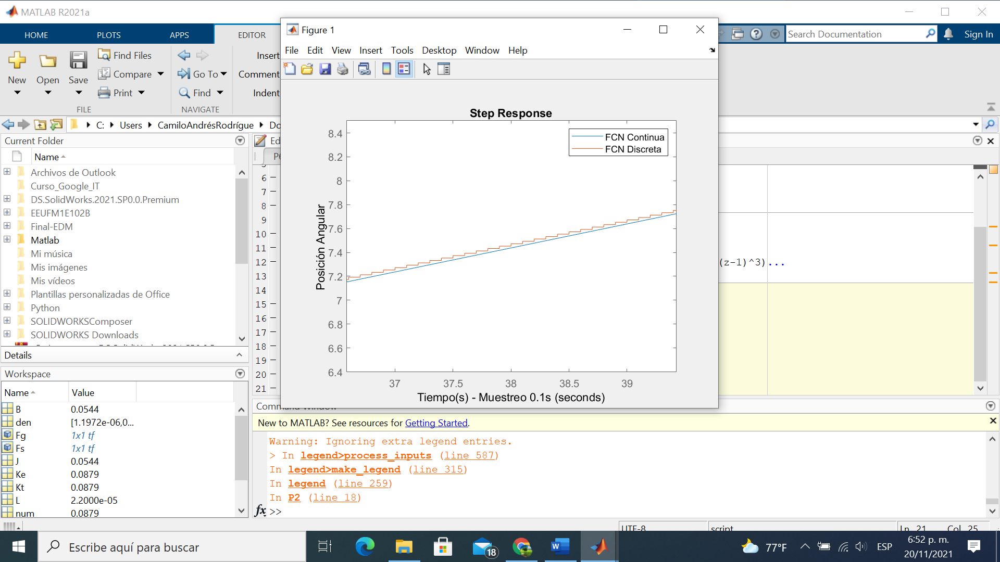 MATLAB R2021a
HOME PLOTS APPS EDITOR
Search Documentation
Sign In
Figure 1
File Edit View Insert Tools Desktop Window Help
New Open Save
Find Files
Compare
Print
Go To
Find
Insert
Comment
Indent
FILE NAVIGATE
C: Users CamiloAndrésRodrígue Do
Current Folder
Name
Archivos de Outlook
Curso_Google_IT
DS.SolidWorks.2021.SP0.0.Premium
EEUFM1E102B
Final-EDM
Matlab
Mi música
Mis imágenes
Mis vídeos
Plantillas personalizadas de Office
Python
SOLIDWORKSComposer
SOLIDWORKS Downloads
Details
Workspace
Name Value
B 0.0544
den [1.1972e-06,0...
Fg 1x1 tf
Fs 1x1 tf
J 0.0544
Ke 0.0879
Kt 0.0879
L 2.2000e-05
num 0.0879
Ed
6
7
8
9
10
11
12
13
14
15
16
17
18
19
20
21
(z-1)^3)...
Step Response
FCN Continua
FCN Discreta
Posición Angular
8.4
8.2
8
7.8
7.6
7.4
7.2
7
6.8
6.6
6.4
37 37.5 38 38.5 39
Tiempo(s) - Muestreo 0.1s (seconds)
Command Window
New to MATLAB? See resources for Getting Started.
Warning: Ignoring extra legend entries.
> In legend>process_inputs (line 587)
In legend>make_legend (line 315)
In legend (line 259)
In P2 (line 18)
fx >>
UTF-8 script Ln 21 Col 25
Escribe aquí para buscar
18
77°F
ESP
6:52 p. m.
20/11/2021